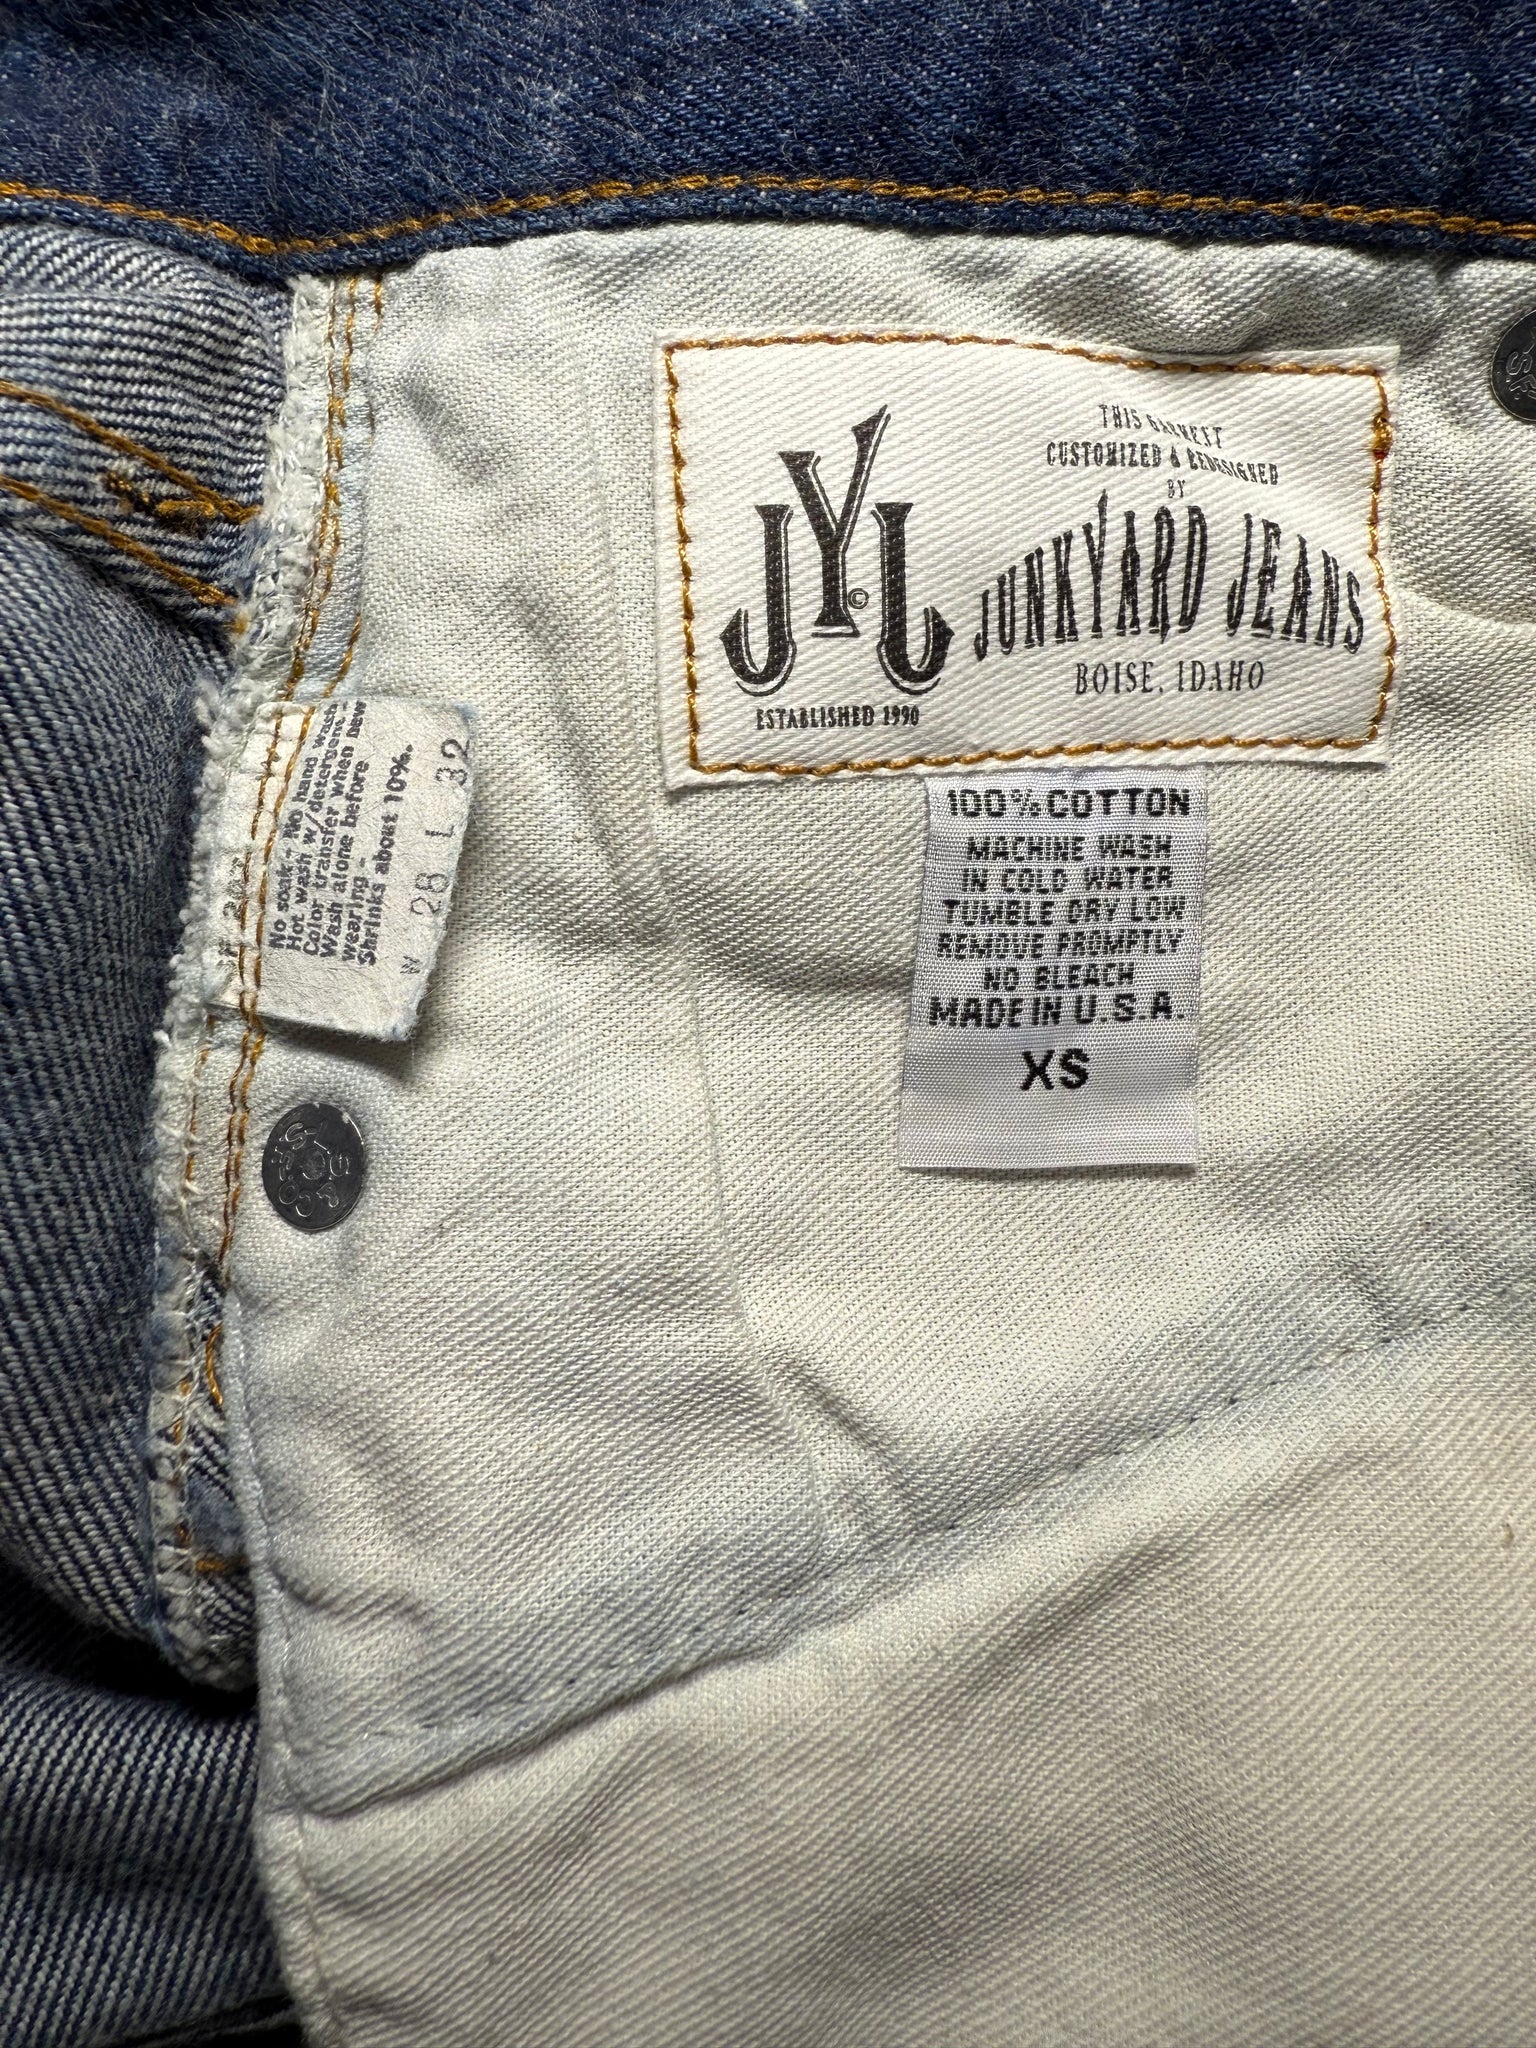 THIS GARMENT
CUSTOMIZED & REDESIGNED
BY
JUNKYARD JEANS
BOISE, IDAHO
JYJ
©
ESTABLISHED 1990
100% COTTON
MACHINE WASH
IN COLD WATER
TUMBLE DRY LOW
REMOVE PROMPTLY
NO BLEACH
MADE IN U.S.A.
XS
No soak - No hand wash
Hot wash w/detergent -
Color transfer when new
Wash alone before
wearing -
Shrinks about 10%.
W 28 L 32